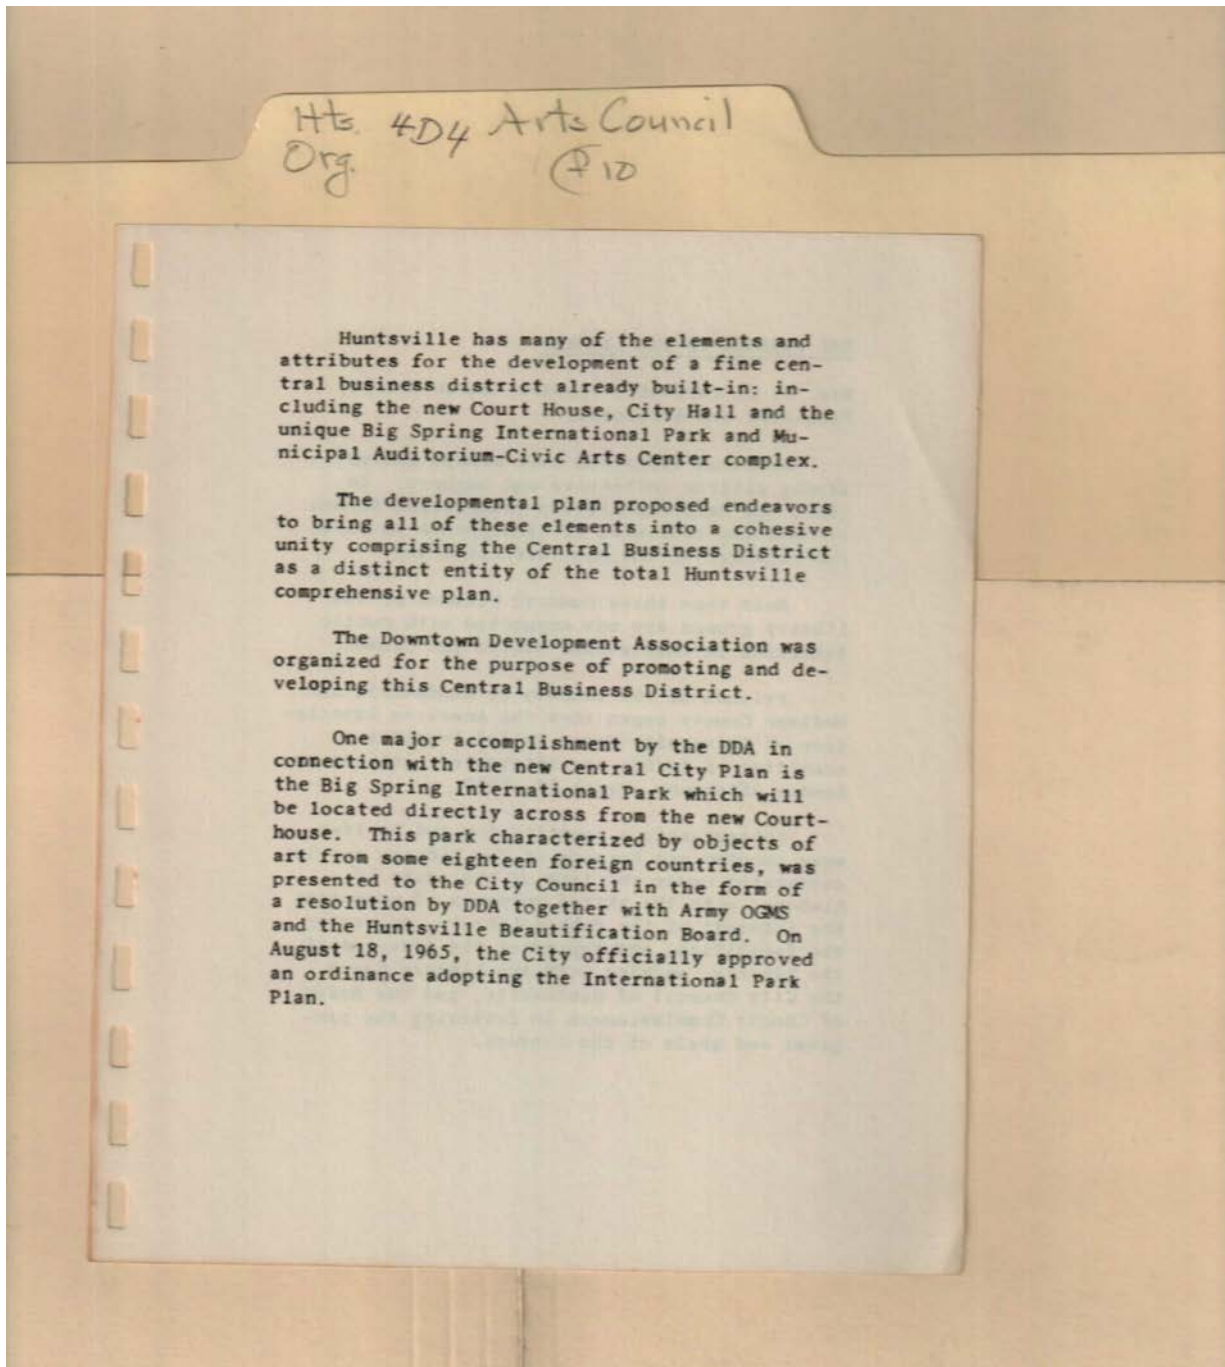 Hts. 4D4 Arts Council
Org. P 10
Huntsville has many of the elements and
attributes for the development of a fine cen-
tral business district already built-in: in-
cluding the new Court House, City Hall and the
unique Big Spring International Park and Mu-
nicipal Auditorium-Civic Arts Center complex.
The developmental plan proposed endeavors
to bring all of these elements into a cohesive
unity comprising the Central Business District
as a distinct entity of the total Huntsville
comprehensive plan.
The Downtown Development Association was
organized for the purpose of promoting and de-
veloping this Central Business District.
One major accomplishment by the DDA in
connection with the new Central City Plan is
the Big Spring International Park which will
be located directly across from the new Court-
house. This park characterized by objects of
art from some eighteen foreign countries, was
presented to the City Council in the form of
a resolution by DDA together with Army OGMS
and the Huntsville Beautification Board. On
August 18, 1965, the City officially approved
an ordinance adopting the International Park
Plan.